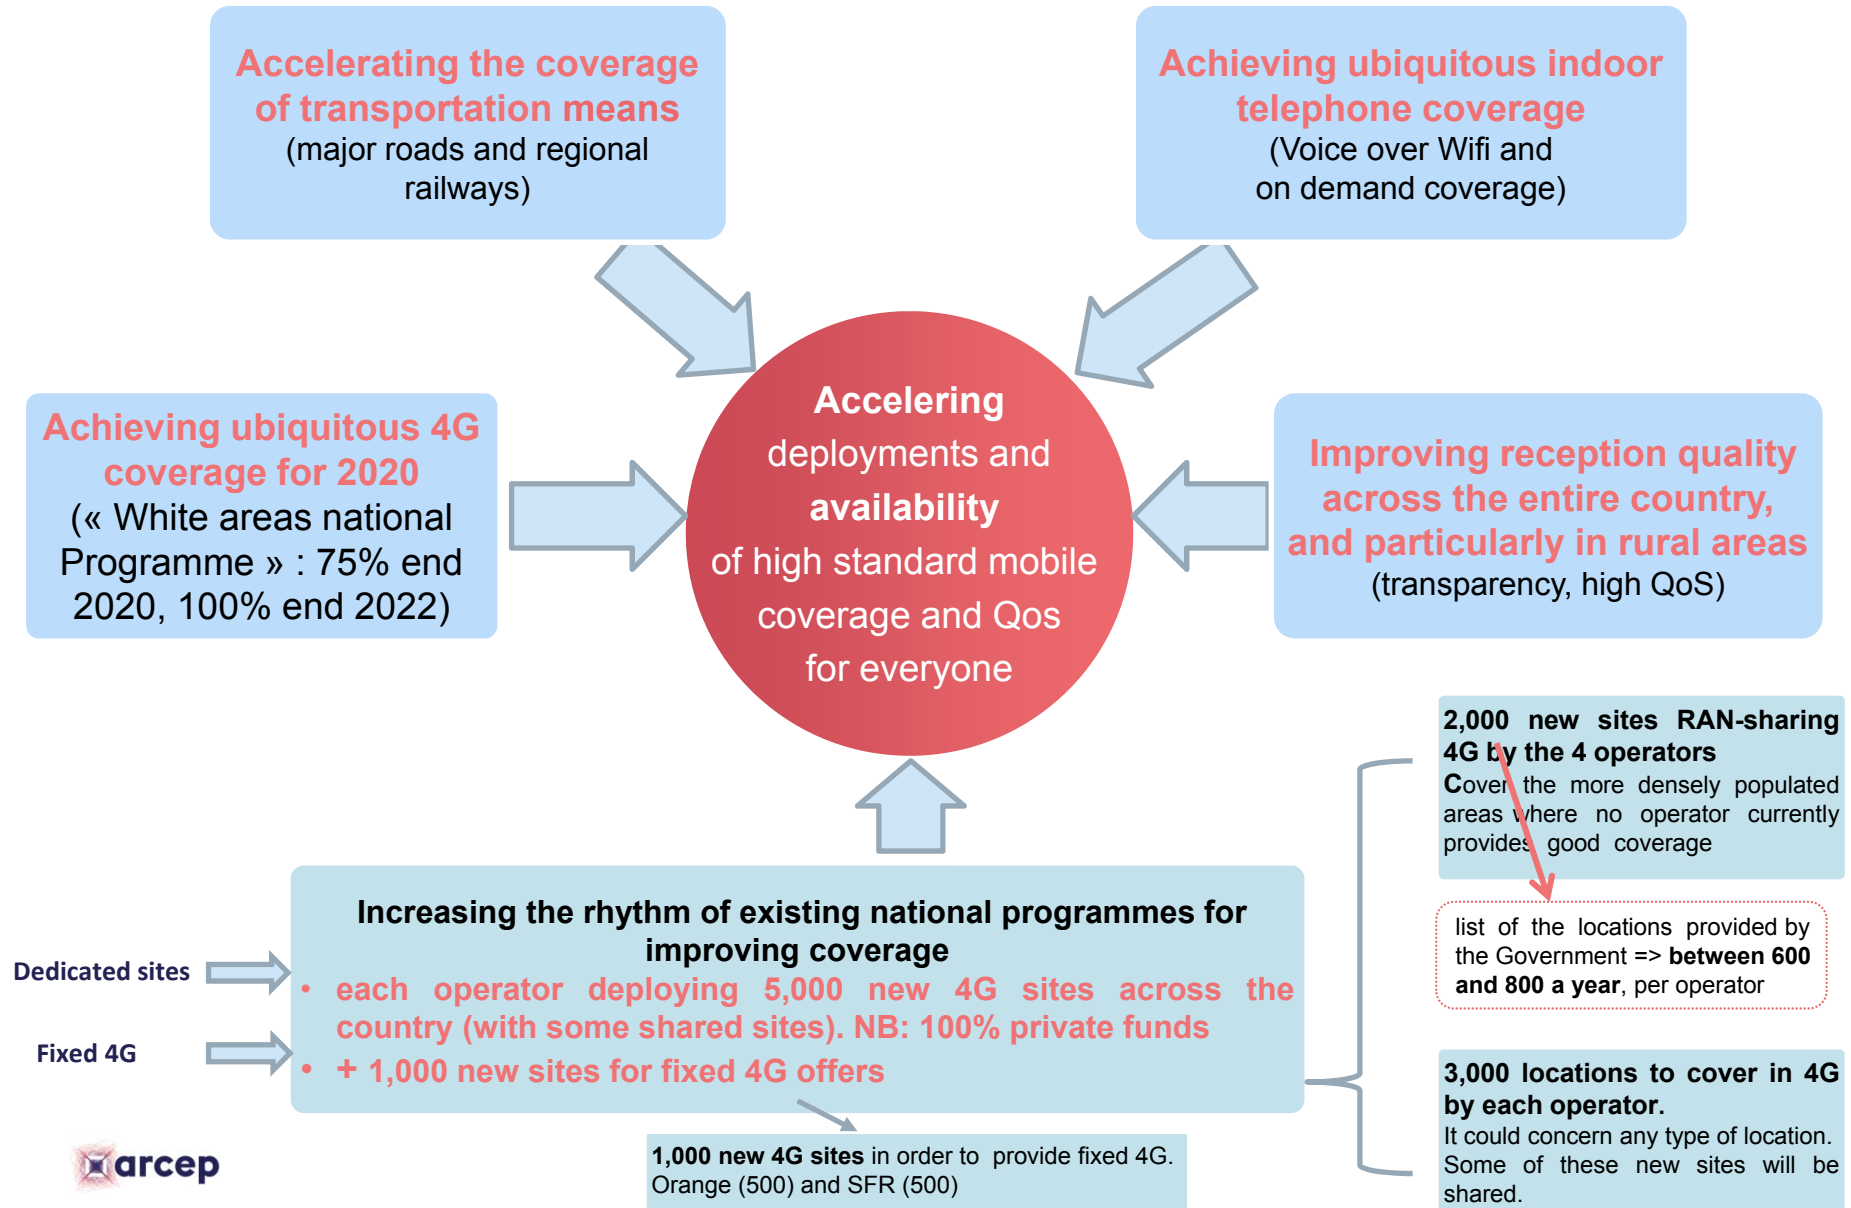 Accelerating the coverage
of transportation means
(major roads and regional
railways)
Achieving ubiquitous indoor
telephone coverage
(Voice over Wifi and
on demand coverage)
Achieving ubiquitous 4G
coverage for 2020
(« White areas national
Programme » : 75% end
2020, 100% end 2022)
Accelering
deployments and
availability
of high standard mobile
coverage and Qos
for everyone
Improving reception quality
across the entire country,
and particularly in rural areas
(transparency, high QoS)
2,000 new sites RAN-sharing
4G by the 4 operators
Cover the more densely populated
areas where no operator currently
provides good coverage
list of the locations provided by
the Government => between 600
and 800 a year, per operator
Dedicated sites
Fixed 4G
Increasing the rhythm of existing national programmes for
improving coverage
• each operator deploying 5,000 new 4G sites across the
country (with some shared sites). NB: 100% private funds
• + 1,000 new sites for fixed 4G offers
3,000 locations to cover in 4G
by each operator.
It could concern any type of location.
Some of these new sites will be
shared.
1,000 new 4G sites in order to provide fixed 4G.
Orange (500) and SFR (500)
arcep